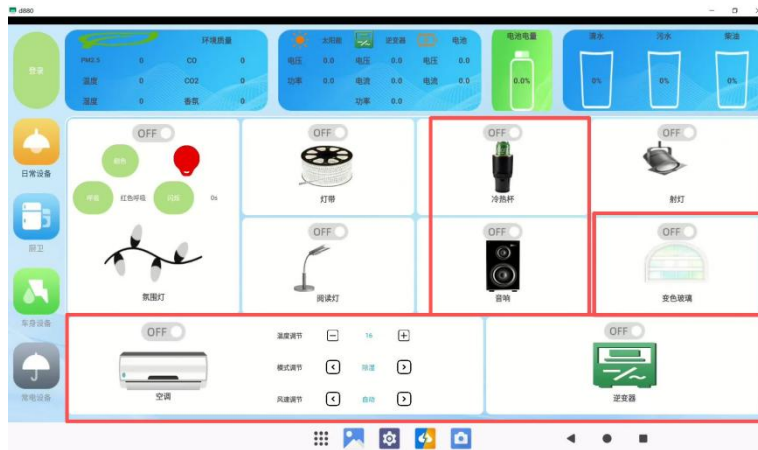 d880
登录
环境质量
PM2.5 0 CO 0
温度 0 CO2 0
湿度 0 香氛 0
太阳能 逆变器 电池
电压 0.0 电压 0.0 电压 0.0
功率 0.0 电流 0.0 电流 0.0
功率 0.0
电池电量
0.0%
清水 污水 柴油
0% 0% 0%
日常设备
厨卫
车身设备
常电设备
OFF
颜色
呼吸 红色呼吸 闪烁 0s
氛围灯
OFF
灯带
OFF
冷热杯
OFF
射灯
OFF
阅读灯
OFF
音响
OFF
变色玻璃
OFF
空调
温度调节 16
模式调节 除湿
风速调节 自动
OFF
逆变器